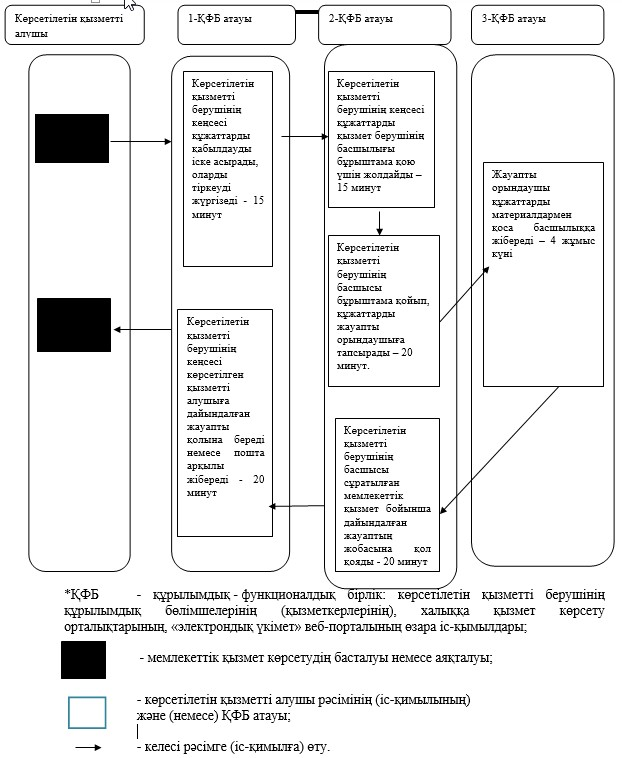 Көрсетілетін қызметті
алушы
1-ҚФБ атауы
2-ҚФБ атауы
3-ҚФБ атауы
Көрсетілетін
қызметті
берушінің
кеңсесі
құжаттарды
қабылдауды
іске асырады,
оларды
тіркеуді
жүргізеді - 15
минут
Көрсетілетін
қызметті
берушінің кеңсесі
құжаттарды
қызмет берушінің
басшылығы
бұрыштама қою
үшін жолдайды –
15 минут
Көрсетілетін
қызметті
берушінің
басшысы
бұрыштама қойып,
құжаттарды
жауапты
орындаушыға
тапсырады – 20
минут.
Жауапты
орындаушы
құжаттарды
материалдармен
қоса басшылыққа
жібереді – 4 жұмыс
күні
Көрсетілетін
қызметті
берушінің
басшысы
сұратылған
мемлекеттік
қызмет бойынша
дайындалған
жауаптың
жобасына қол
қояды - 20 минут
Көрсетілетін
қызметті
берушінің
кеңсесі
көрсетілген
қызметті
алушыға
дайындалған
жауапты
қолына береді
немесе пошта
арқылы
жібереді - 20
минут
*ҚФБ - құрылымдық - функционалдық бірлік: көрсетілетін қызметті берушінің
құрылымдық бөлімшелерінің (қызметкерлерінің), халыққа қызмет көрсету
орталықтарының, «электрондық үкімет» веб-порталының өзара іс-қимылдары;
- мемлекеттік қызмет көрсетудің басталуы немесе аяқталуы;
- көрсетілетін қызметті алушы рәсімінің (іс-қимылының)
және (немесе) ҚФБ атауы;
- келесі рәсімге (іс-қимылға) өту.